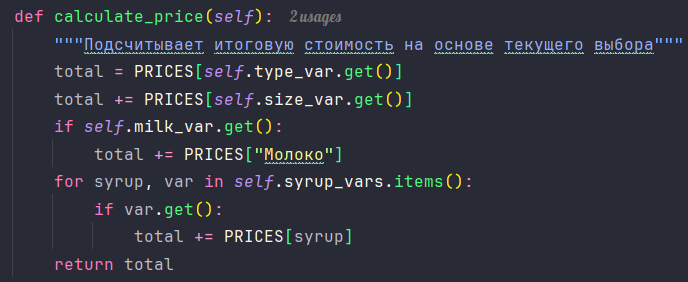 def calculate_price(self): 2 usages
    """Подсчитывает итоговую стоимость на основе текущего выбора"""
    total = PRICES[self.type_var.get()]
    total += PRICES[self.size_var.get()]
    if self.milk_var.get():
        total += PRICES["Молоко"]
    for syrup, var in self.syrup_vars.items():
        if var.get():
            total += PRICES[syrup]
    return total